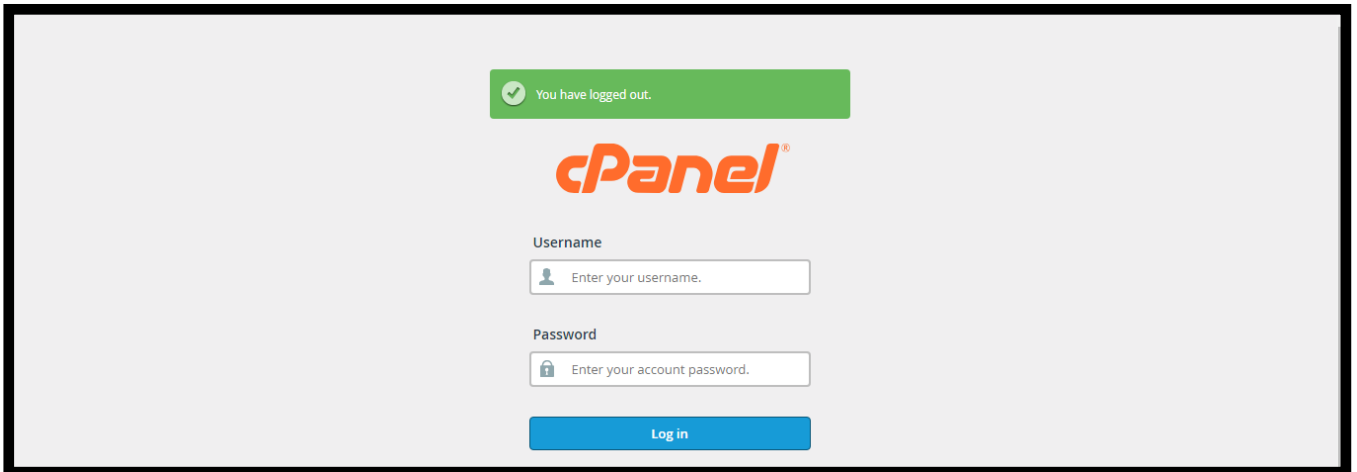 You have logged out.
cPanel®
Username
Enter your username.
Password
Enter your account password.
Log in